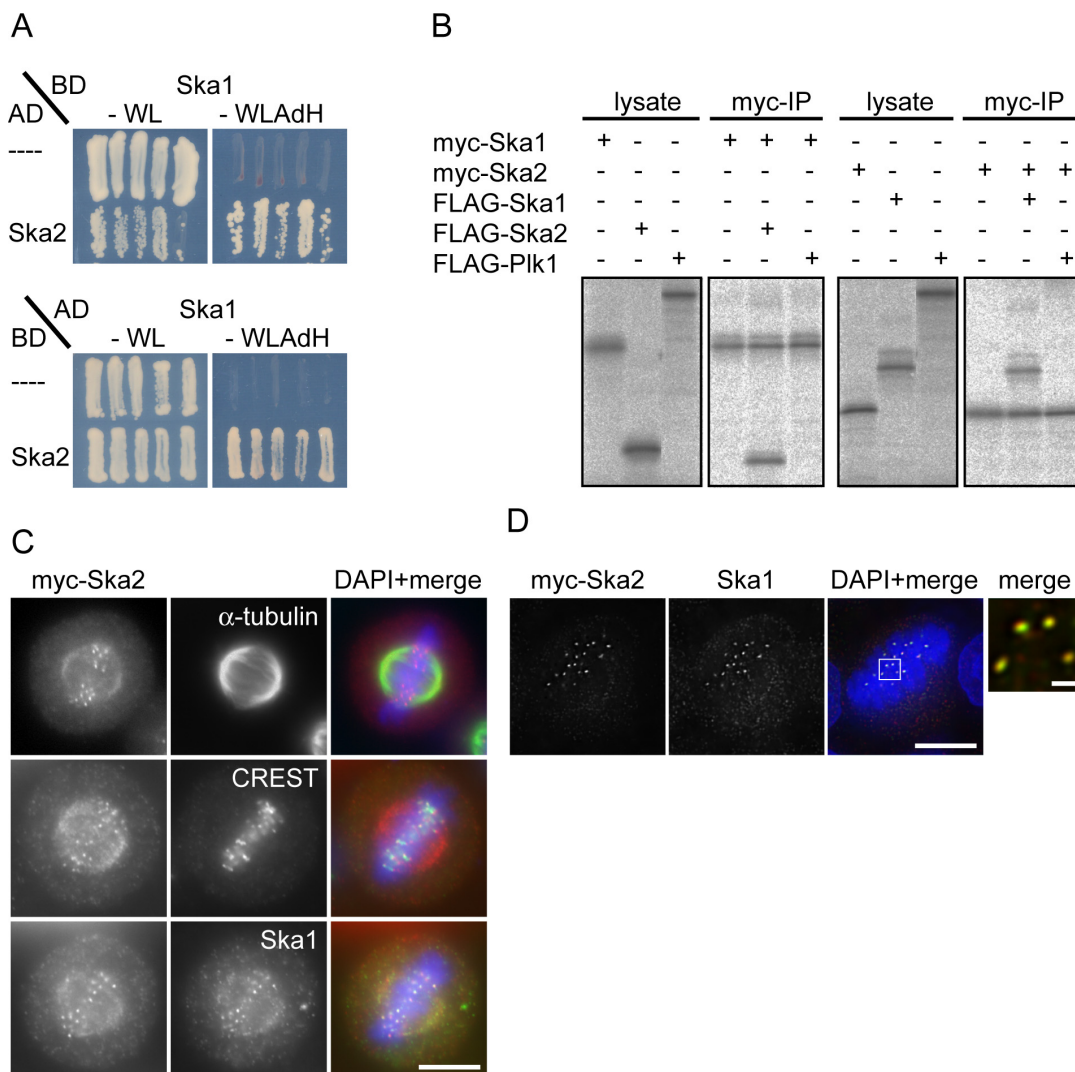 A
BD Ska1
AD - WL - WLAdH
----
Ska2
AD Ska1
BD - WL - WLAdH
----
Ska2
B
lysate myc-IP lysate myc-IP
myc-Ska1 + - - + + + - - - - - -
myc-Ska2 - - - - - - + - - + + +
FLAG-Ska1 - - - - - - - + - - + -
FLAG-Ska2 - + - - + - - - - - - -
FLAG-Plk1 - - + - - + - - + - - +
C
myc-Ska2 DAPI+merge
α-tubulin
CREST
Ska1
D
myc-Ska2 Ska1 DAPI+merge merge